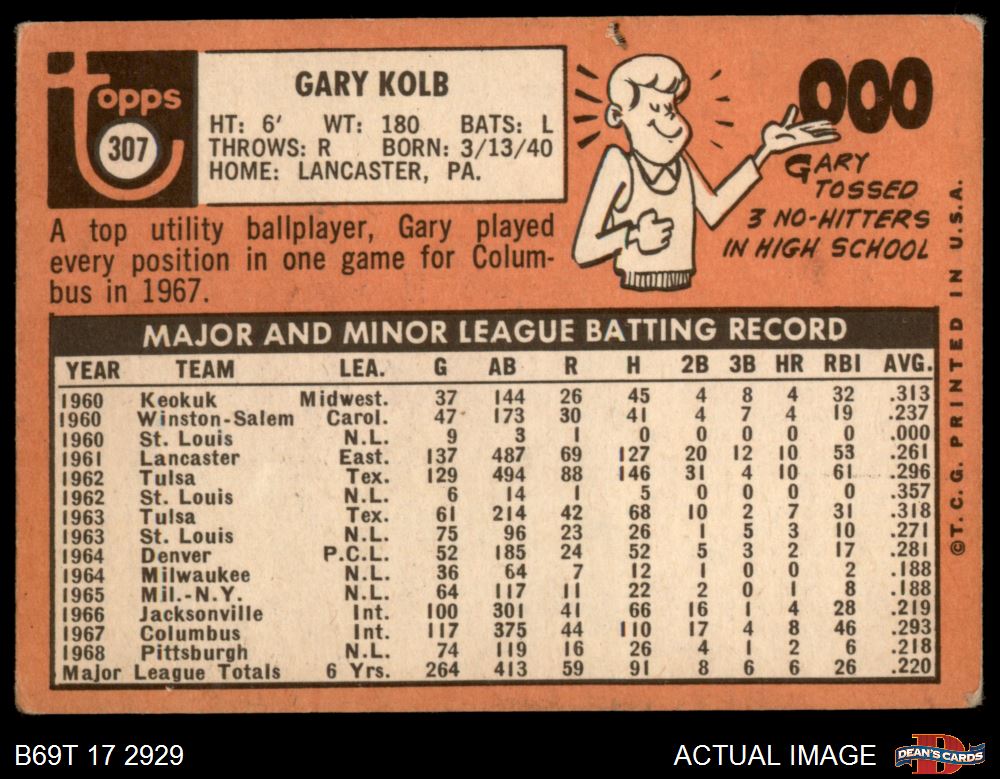 Topps
307
GARY KOLB
HT: 6' WT: 180 BATS: L
THROWS: R BORN: 3/13/40
HOME: LANCASTER, PA.
A top utility ballplayer, Gary played
every position in one game for Colum-
bus in 1967.
000
GARY
TOSSED
3 NO-HITTERS
IN HIGH SCHOOL
MAJOR AND MINOR LEAGUE BATTING RECORD
YEAR TEAM LEA. G AB R H 2B 3B HR RBI AVG.
1960 Keokuk Midwest. 37 144 26 45 4 8 4 32 .313
1960 Winston-Salem Carol. 47 173 30 41 4 7 4 19 .237
1960 St. Louis N.L. 9 3 1 0 0 0 0 0 .000
1961 Lancaster East. 137 487 69 127 20 12 10 53 .261
1962 Tulsa Tex. 129 494 88 146 31 4 10 61 .296
1962 St. Louis N.L. 6 14 1 5 0 0 0 0 .357
1963 Tulsa Tex. 61 214 42 68 10 2 7 31 .318
1963 St. Louis N.L. 75 96 23 26 1 5 3 10 .271
1964 Denver P.C.L. 52 185 24 52 5 3 2 17 .281
1964 Milwaukee N.L. 36 64 7 12 1 0 0 2 .188
1965 Mil.-N.Y. N.L. 64 117 11 22 2 0 1 8 .188
1966 Jacksonville Int. 100 301 41 66 16 1 4 28 .219
1967 Columbus Int. 117 375 44 110 17 4 8 46 .293
1968 Pittsburgh N.L. 74 119 16 26 4 1 2 6 .218
Major League Totals 6 Yrs. 264 413 59 91 8 6 6 26 .220
©T.C.G. PRINTED IN U.S.A.
B69T 17 2929
ACTUAL IMAGE
DEAN'S CARDS